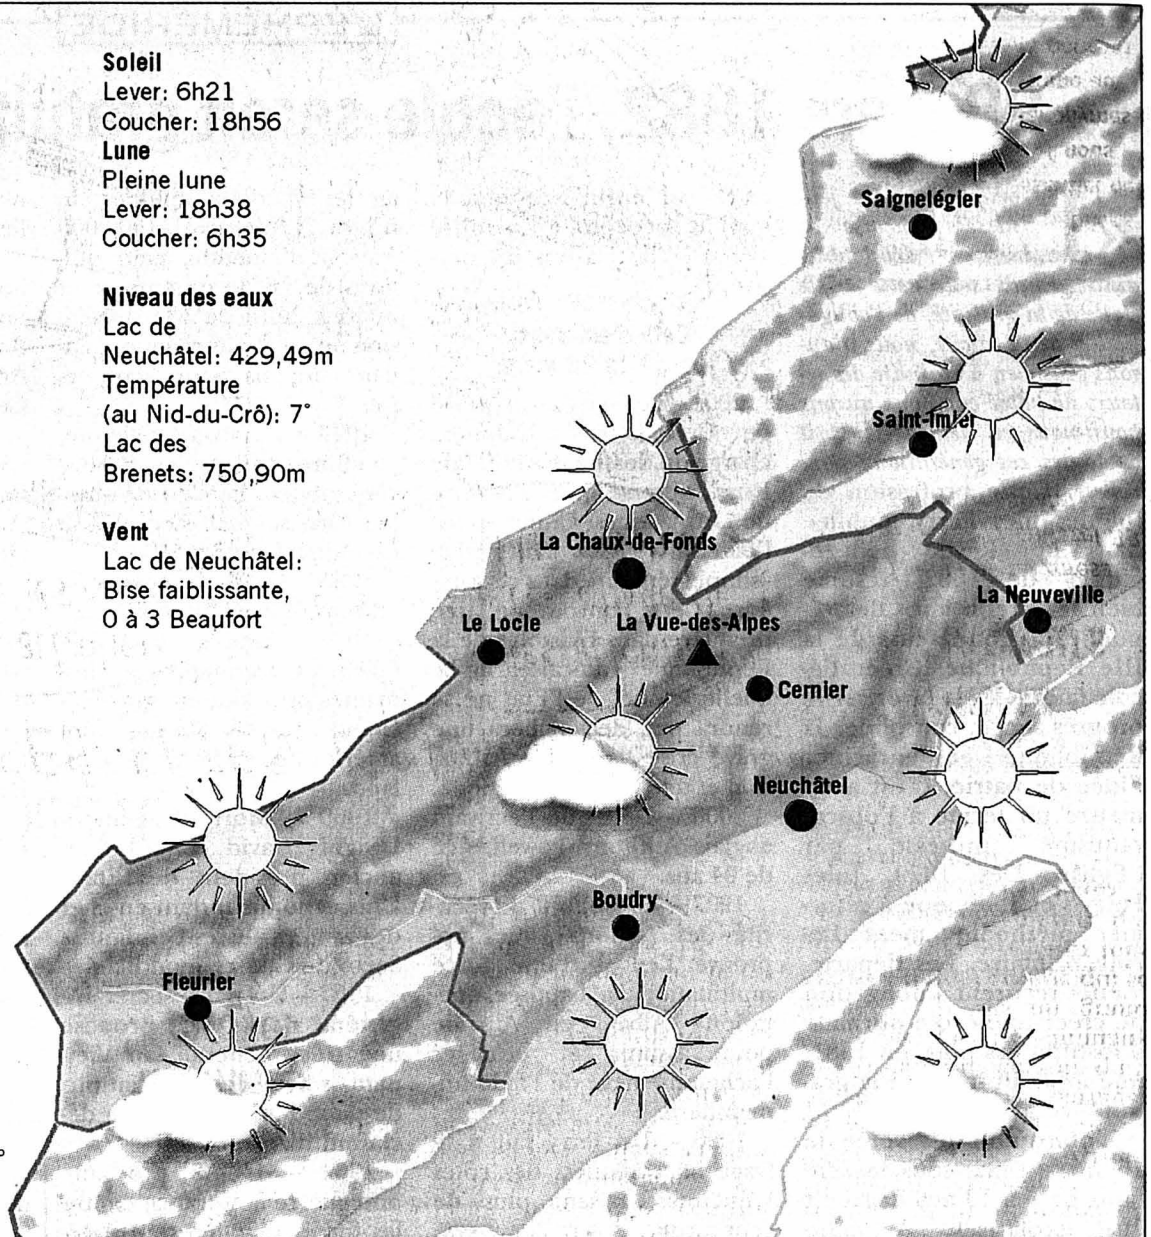 Soleil
Lever: 6h21
Coucher: 18h56
Lune
Pleine lune
Lever: 18h38
Coucher: 6h35
Niveau des eaux
Lac de
Neuchâtel: 429,49m
Température
(au Nid-du-Crô): 7°
Lac des
Brenets: 750,90m
Vent
Lac de Neuchâtel:
Bise faiblissante,
0 à 3 Beaufort
Saignelégier
Saint-Imier
La Chaux-de-Fonds
La Neuveville
Le Locle
La Vue-des-Alpes
Cernier
Neuchâtel
Boudry
Fleurier